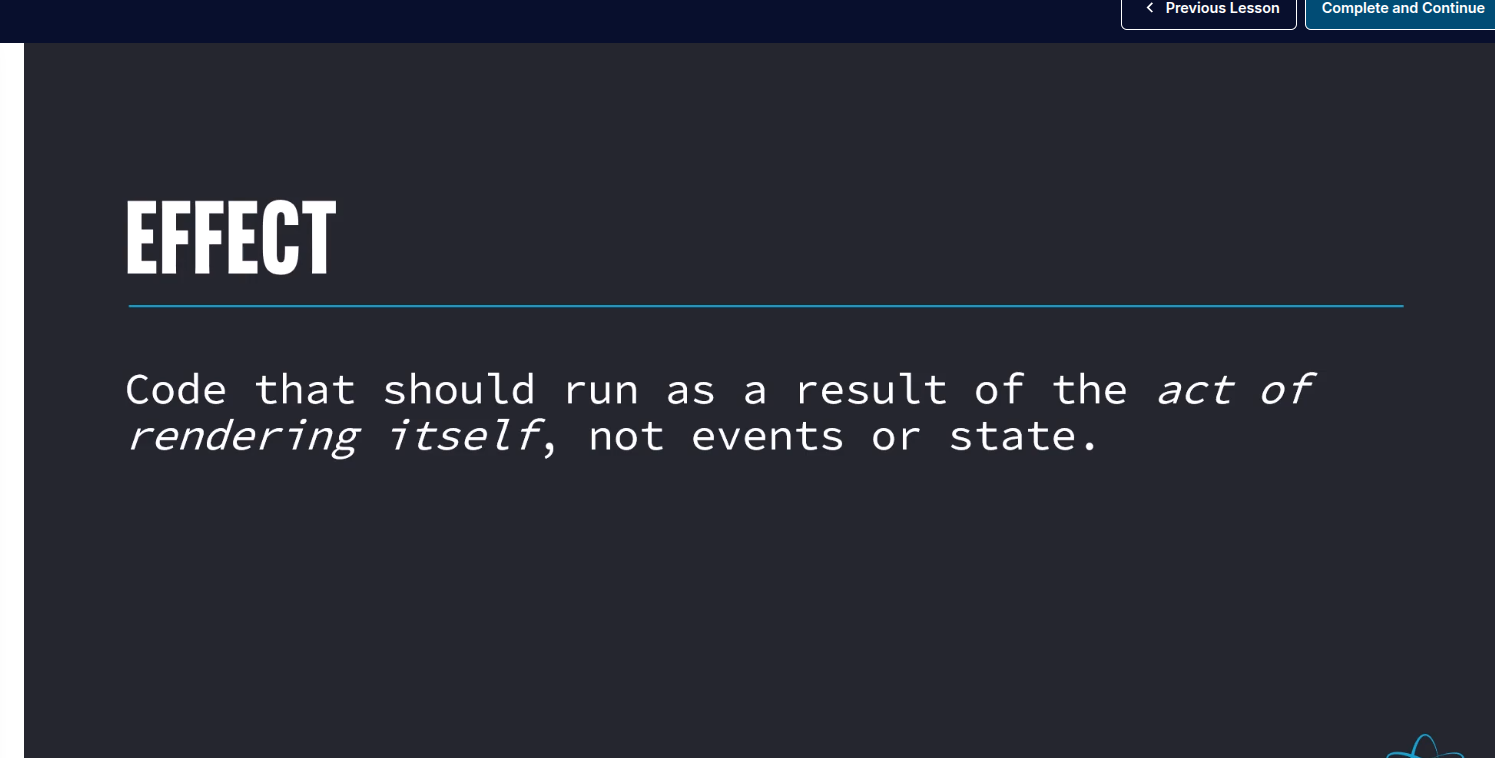 Previous Lesson
Complete and Continue
EFFECT
Code that should run as a result of the act of
rendering itself, not events or state.